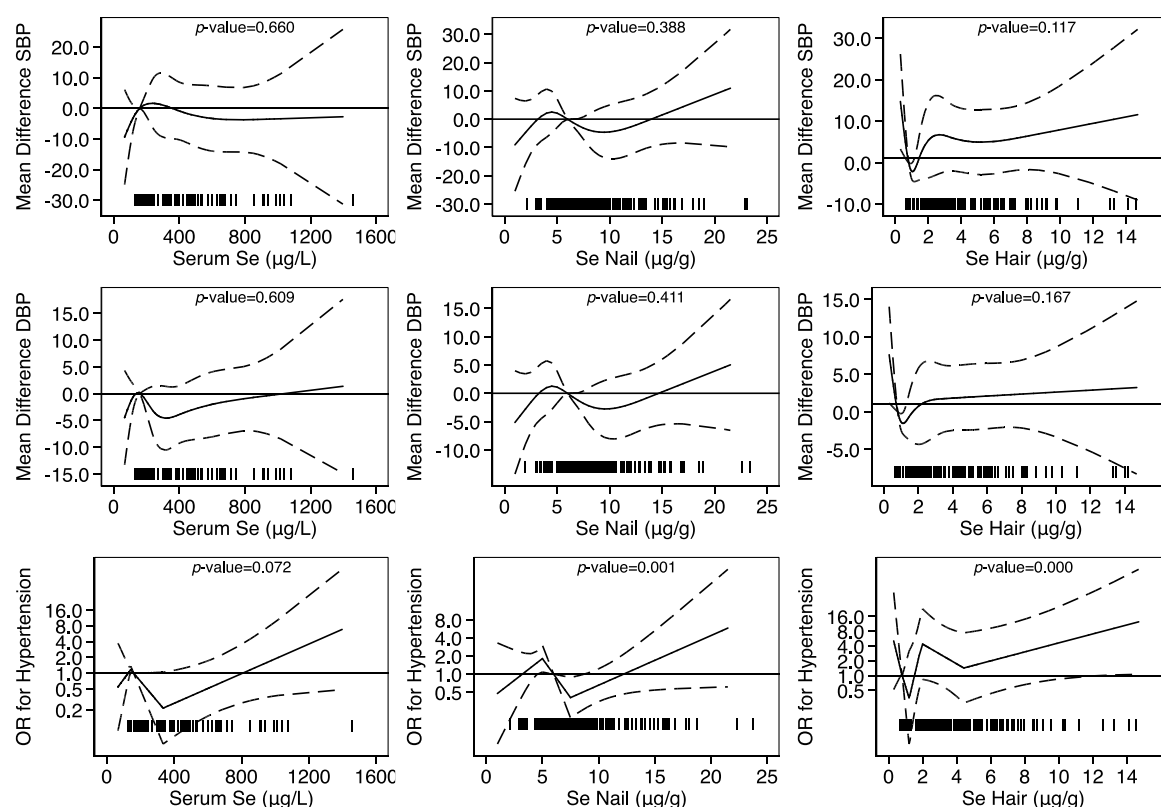 Mean Difference SBP
p-value=0.660
20.0
10.0
0.0
-10.0
-20.0
-30.0
0 400 800 1200 1600
Serum Se (µg/L)
Mean Difference SBP
p-value=0.388
30.0
20.0
10.0
0.0
-10.0
-20.0
-30.0
0 5 10 15 20 25
Se Nail (µg/g)
Mean Difference SBP
p-value=0.117
30.0
20.0
10.0
0.0
-10.0
0 2 4 6 8 10 12 14
Se Hair (µg/g)
Mean Difference DBP
p-value=0.609
15.0
10.0
5.0
0.0
-5.0
-10.0
-15.0
0 400 800 1200 1600
Serum Se (µg/L)
Mean Difference DBP
p-value=0.411
15.0
10.0
5.0
0.0
-5.0
-10.0
0 5 10 15 20 25
Se Nail (µg/g)
Mean Difference DBP
p-value=0.167
15.0
10.0
5.0
0.0
-5.0
0 2 4 6 8 10 12 14
Se Hair (µg/g)
OR for Hypertension
p-value=0.072
16.0
8.0
4.0
2.0
1.0
0.5
0.2
0 400 800 1200 1600
Serum Se (µg/L)
OR for Hypertension
p-value=0.001
8.0
4.0
2.0
1.0
0.5
0 5 10 15 20 25
Se Nail (µg/g)
OR for Hypertension
p-value=0.000
16.0
8.0
4.0
2.0
1.0
0.5
0 2 4 6 8 10 12 14
Se Hair (µg/g)